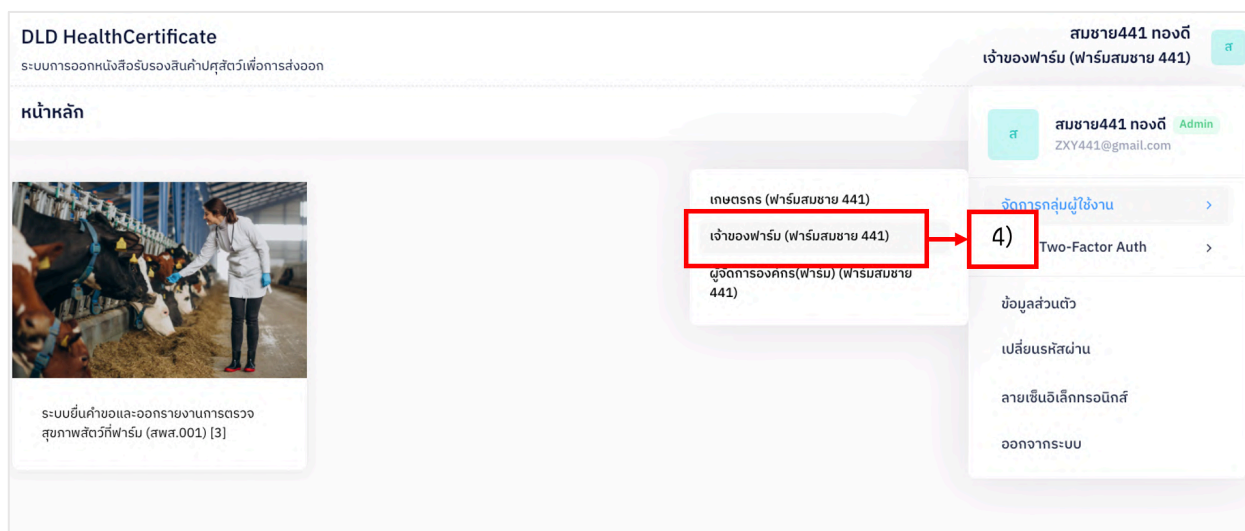 DLD HealthCertificate
ระบบการออกหนังสือรับรองสินค้าปศุสัตว์เพื่อการส่งออก
สมชาย441 ทองดี
เจ้าของฟาร์ม (ฟาร์มสมชาย 441)
ส
หน้าหลัก
ส
สมชาย441 ทองดี Admin
ZXY441@gmail.com
เกษตรกร (ฟาร์มสมชาย 441)
เจ้าของฟาร์ม (ฟาร์มสมชาย 441)
ผู้จัดการองค์กร(ฟาร์ม) (ฟาร์มสมชาย
441)
จัดการกลุ่มผู้ใช้งาน
4)
Two-Factor Auth
ข้อมูลส่วนตัว
เปลี่ยนรหัสผ่าน
ลายเซ็นอิเล็กทรอนิกส์
ออกจากระบบ
ระบบยื่นคำขอและออกรายงานการตรวจ
สุขภาพสัตว์ที่ฟาร์ม (สพส.001) [3]